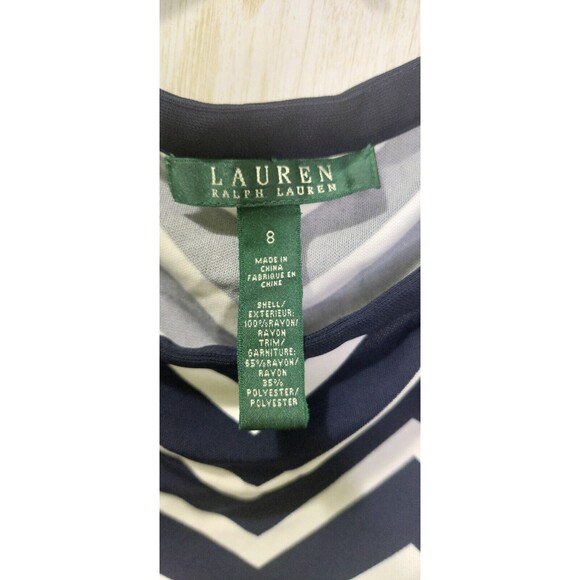 LAUREN
RALPH LAUREN
8
MADE IN
CHINA
FABRIQUE EN
CHINE
SHELL/
EXTERIEUR:
100%RAYON/
RAYON
TRIM/
GARNITURE:
65%RAYON/
RAYON
35%
POLYESTER/
POLYESTER